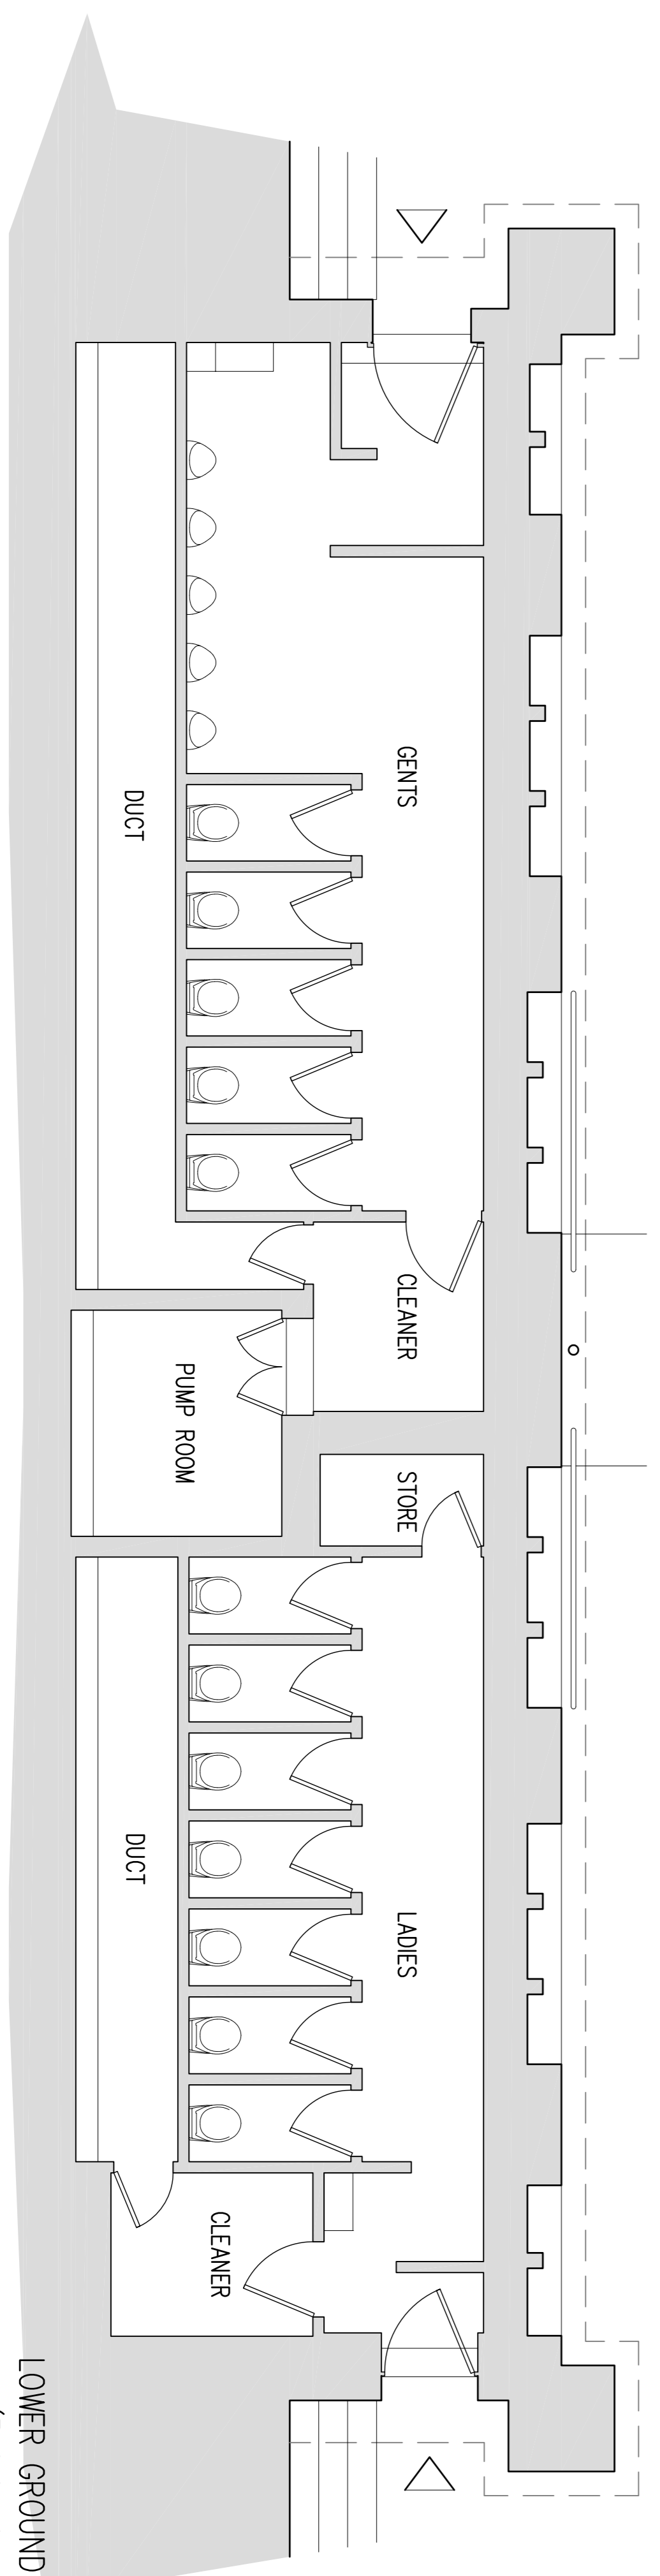 GENTS
DUCT
CLEANER
PUMP ROOM
STORE
LADIES
DUCT
CLEANER
LOWER GROUND